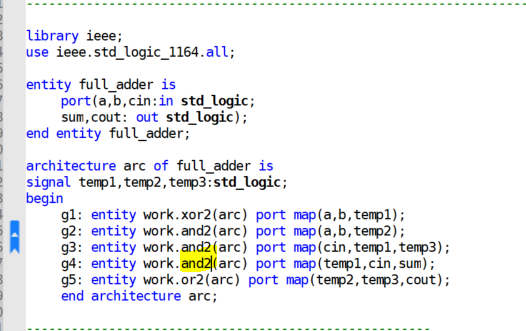 --------------------------------------------------------------
library ieee;
use ieee.std_logic_1164.all;
entity full_adder is
port(a,b,cin:in std_logic;
sum,cout: out std_logic);
end entity full_adder;
architecture arc of full_adder is
signal temp1,temp2,temp3:std_logic;
begin
g1: entity work.xor2(arc) port map(a,b,temp1);
g2: entity work.and2(arc) port map(a,b,temp2);
g3: entity work.and2(arc) port map(cin,temp1,temp3);
g4: entity work.and2(arc) port map(temp1,cin,sum);
g5: entity work.or2(arc) port map(temp2,temp3,cout);
end architecture arc;
--------------------------------------------------